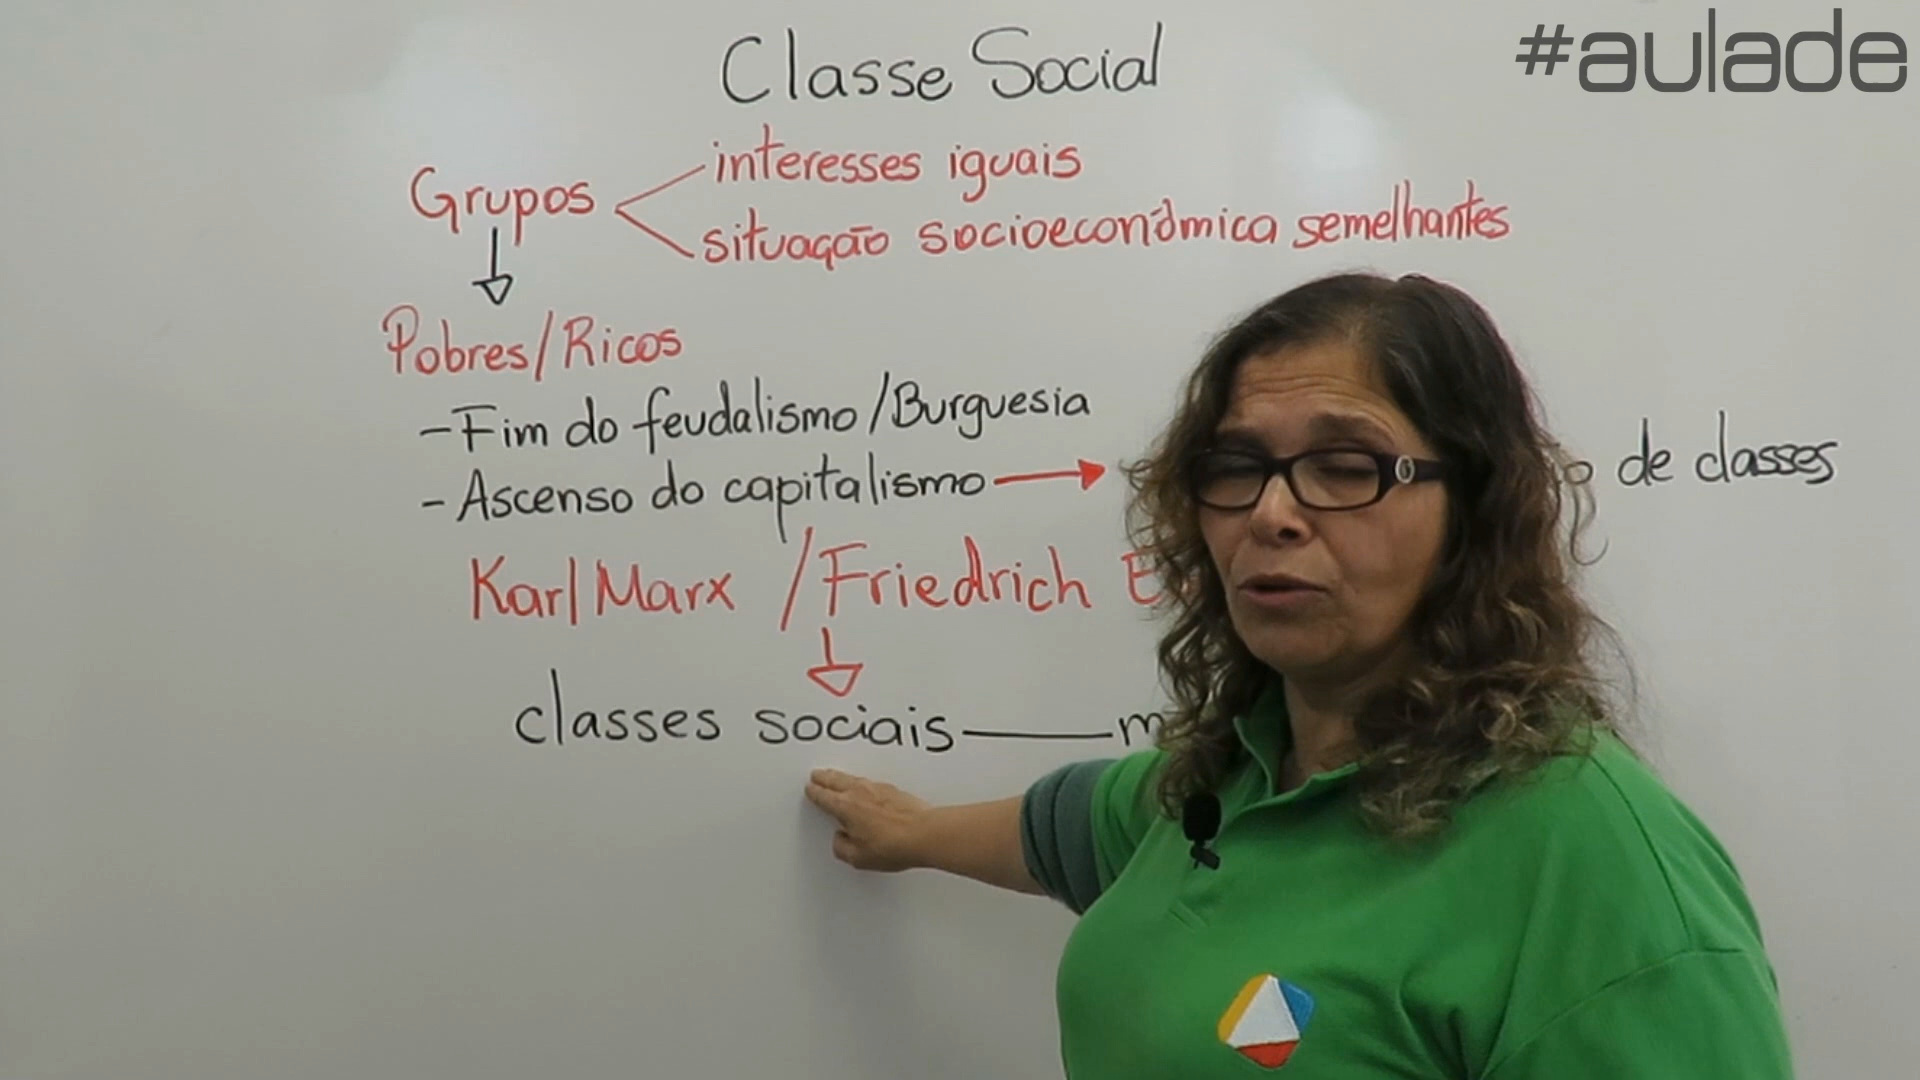 #aulade
Classe Social
Grupos
interesses iguais
situação socioeconômica semelhantes
Pobres/Ricos
- Fim do feudalismo/Burguesia
- Ascenso do capitalismo → de classes
Karl Marx / Friedrich
classes sociais